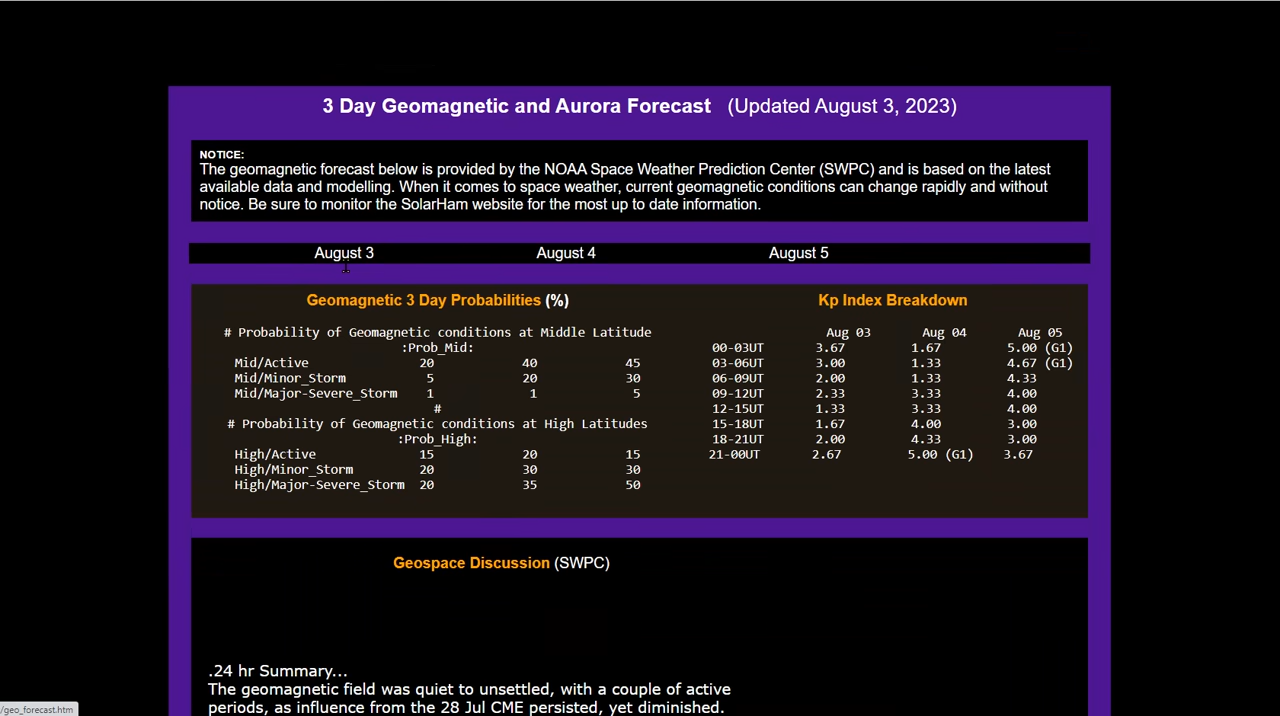 3 Day Geomagnetic and Aurora Forecast (Updated August 3, 2023)
NOTICE:
The geomagnetic forecast below is provided by the NOAA Space Weather Prediction Center (SWPC) and is based on the latest
available data and modelling. When it comes to space weather, current geomagnetic conditions can change rapidly and without
notice. Be sure to monitor the SolarHam website for the most up to date information.
August 3 August 4 August 5
Geomagnetic 3 Day Probabilities (%)
# Probability of Geomagnetic conditions at Middle Latitude
:Prob_Mid:
Mid/Active 20 40 45
Mid/Minor_Storm 5 20 30
Mid/Major-Severe_Storm 1 1 5
#
# Probability of Geomagnetic conditions at High Latitudes
:Prob_High:
High/Active 15 20 15
High/Minor_Storm 20 30 30
High/Major-Severe_Storm 20 35 50
Kp Index Breakdown
Aug 03 Aug 04 Aug 05
00-03UT 3.67 1.67 5.00 (G1)
03-06UT 3.00 1.33 4.67 (G1)
06-09UT 2.00 1.33 4.33
09-12UT 2.33 3.33 4.00
12-15UT 1.33 3.33 4.00
15-18UT 1.67 4.00 3.00
18-21UT 2.00 4.33 3.00
21-00UT 2.67 5.00 (G1) 3.67
Geospace Discussion (SWPC)
.24 hr Summary...
The geomagnetic field was quiet to unsettled, with a couple of active
periods, as influence from the 28 Jul CME persisted, yet diminished.
/geo_forecast.htm